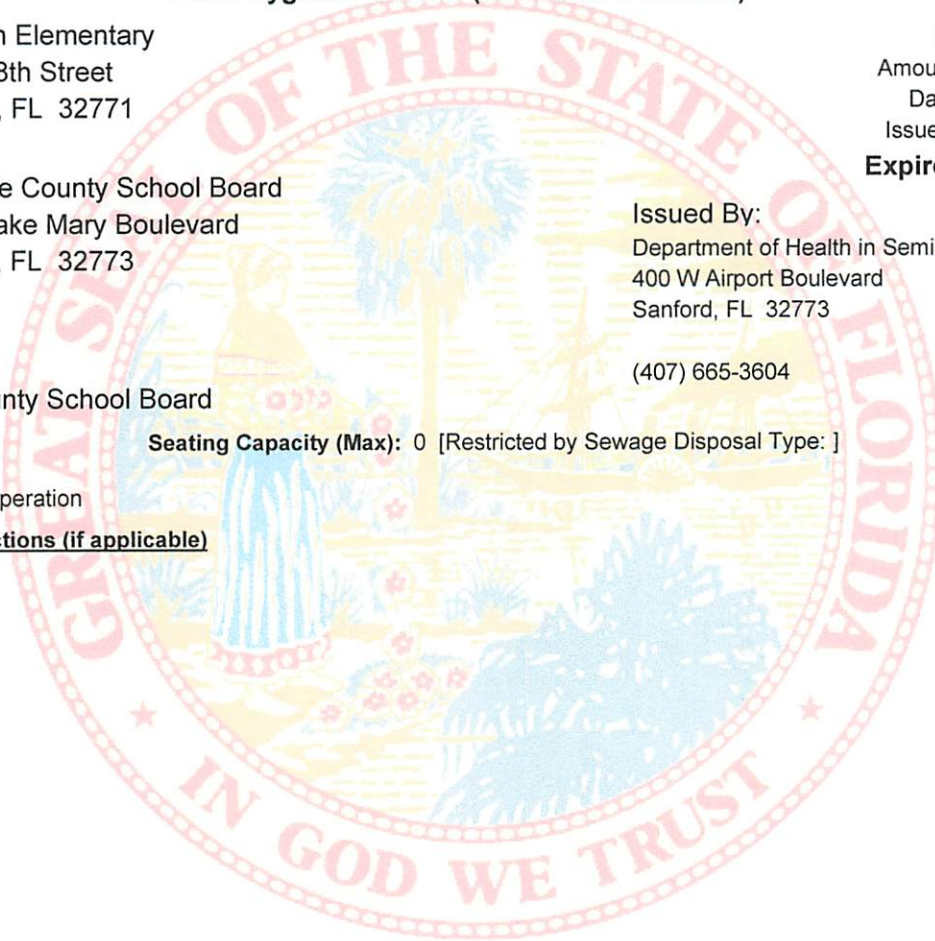 n Elementary
8th Street
, FL 32771
e County School Board
ake Mary Boulevard
, FL 32773
nty School Board
Amou
Da
Issue
Expire
Issued By:
Department of Health in Semi
400 W Airport Boulevard
Sanford, FL 32773
(407) 665-3604
Seating Capacity (Max): 0 [Restricted by Sewage Disposal Type: ]
peration
ctions (if applicable)
GREAT SEAL OF THE STATE OF FLORIDA
IN GOD WE TRUST